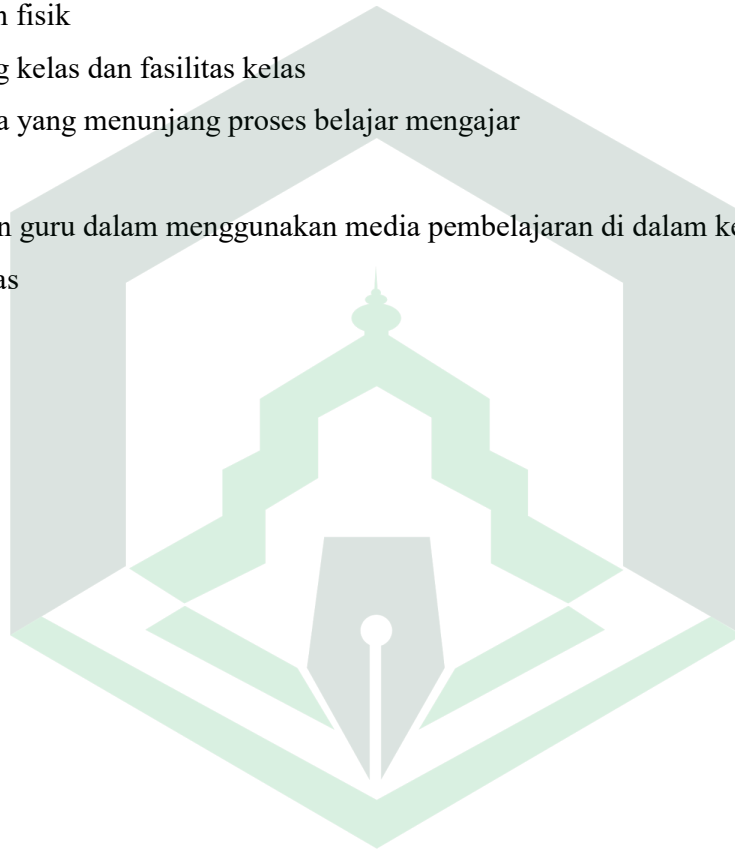 n fisik
g kelas dan fasilitas kelas
a yang menunjang proses belajar mengajar
n guru dalam menggunakan media pembelajaran di dalam ke
as